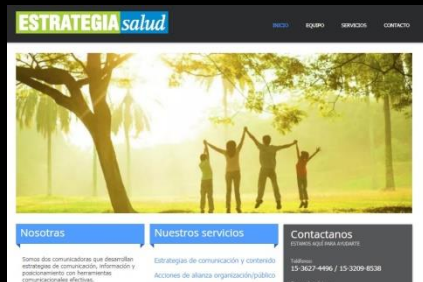 ESTRATEGIA salud
INICIO EQUIPO SERVICIOS CONTACTO
Nosotras
Somos dos comunicadoras que desarrollan
estrategias de comunicación, información y
posicionamiento con herramientas
comunicacionales efectivas.
Nuestros servicios
Estrategias de comunicación y contenido
Acciones de alianza organización/público
Contactanos
ESTAMOS AQUÍ PARA AYUDARTE
Teléfonos:
15-3627-4496 / 15-3209-8538